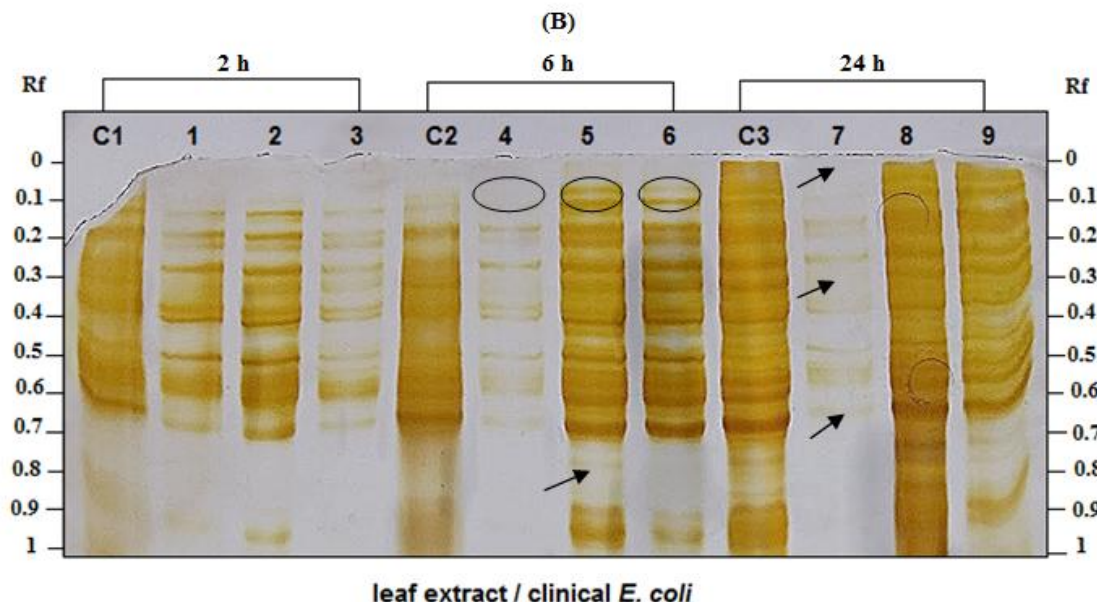 (B)
2 h 6 h 24 h
Rf Rf
C1 1 2 3 C2 4 5 6 C3 7 8 9
0 0
0.1 0.1
0.2 0.2
0.3 0.3
0.4 0.4
0.5 0.5
0.6 0.6
0.7 0.7
0.8 0.8
0.9 0.9
1 1
leaf extract / clinical E. coli